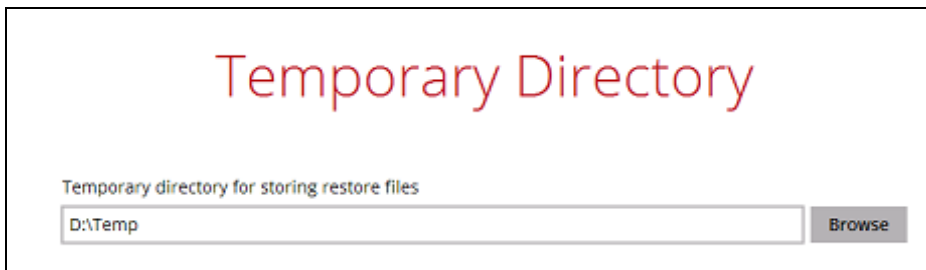 Temporary Directory
Temporary directory for storing restore files
D:\Temp
Browse